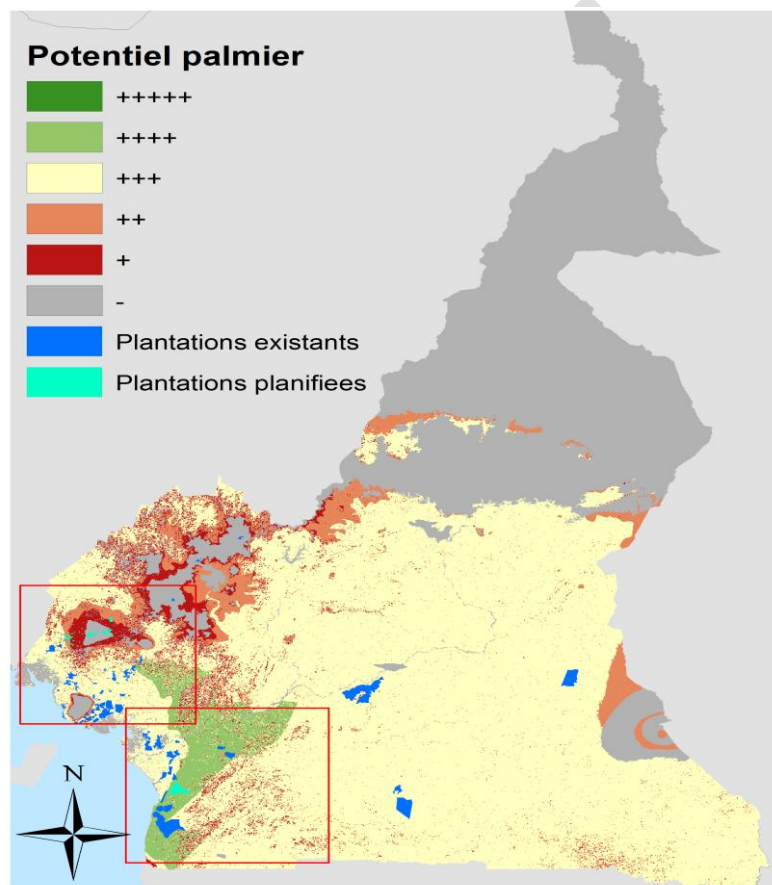 Potentiel palmier
+++++
++++
+++
++
+
-
Plantations existants
Plantations planifiees
N